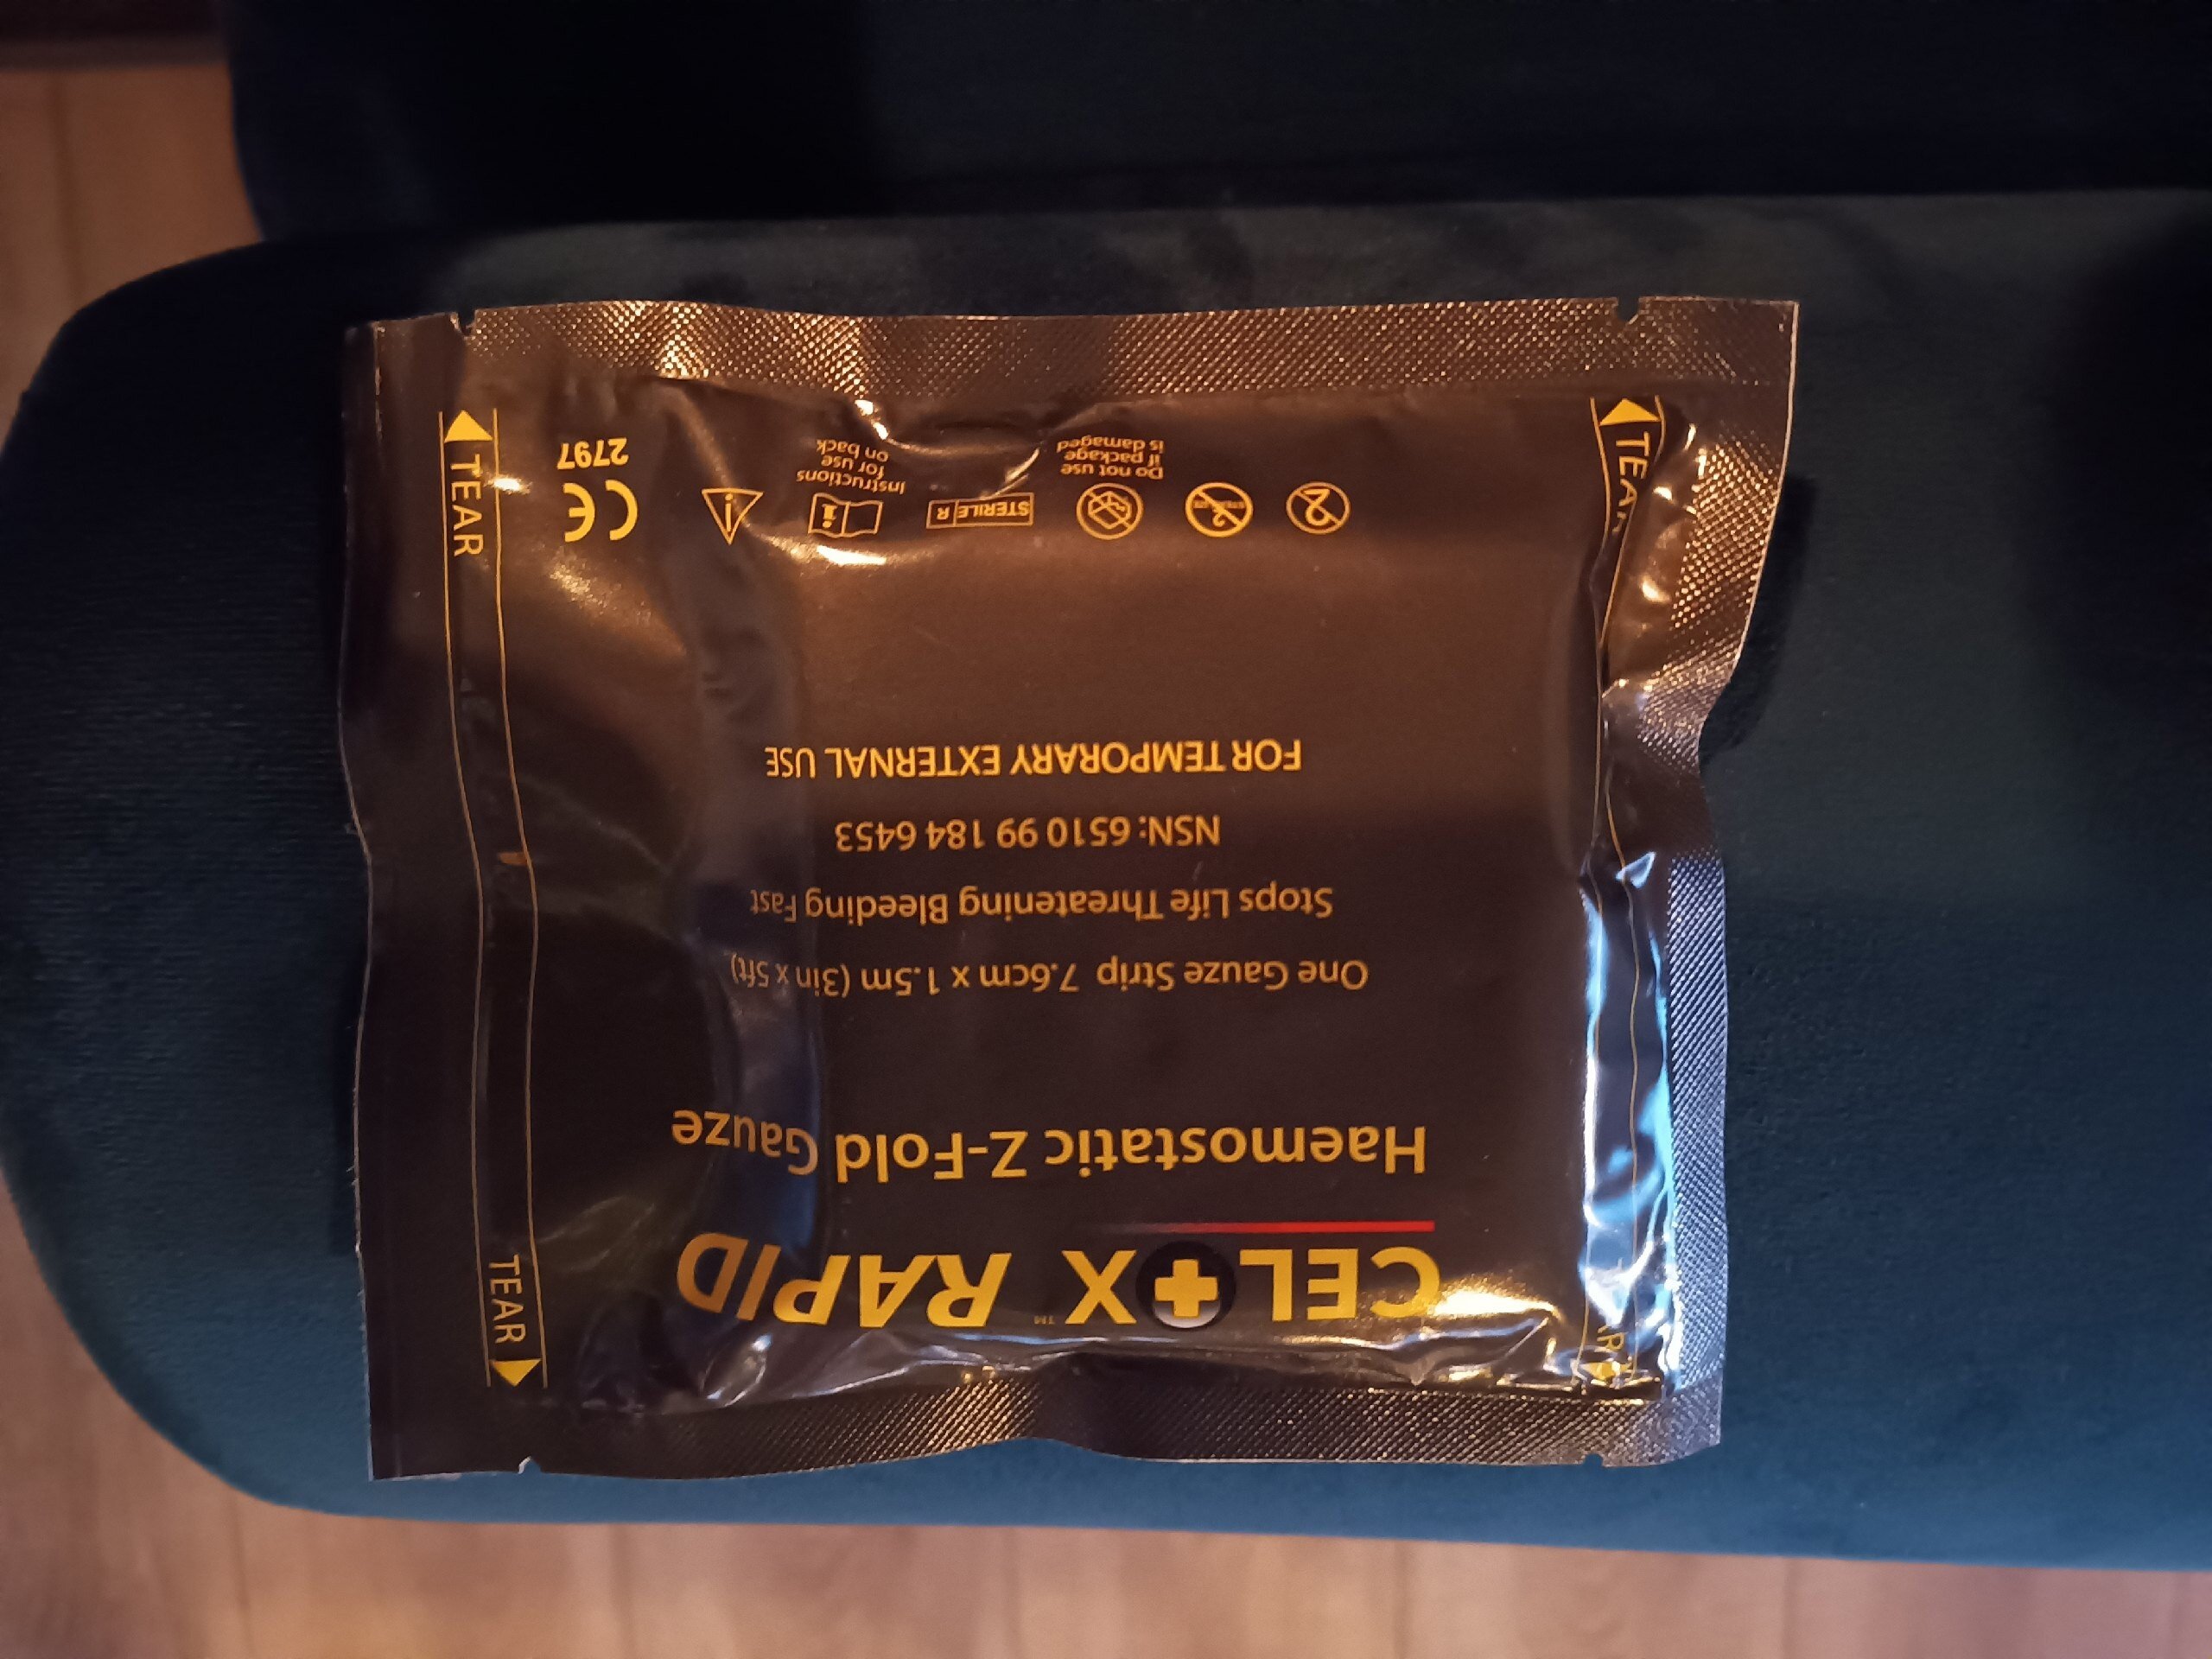 CELOX™ RAPID
Haemostatic Z-Fold Gauze
One Gauze Strip 7.6cm x 1.5m (3in x 5ft)
Stops Life Threatening Bleeding Fast
NSN: 6510 99 184 6453
FOR TEMPORARY EXTERNAL USE
2
STERILE R
Do not use
if package
is damaged
Instructions
for use
on back
CE
2797
TEAR
TEAR
TEAR